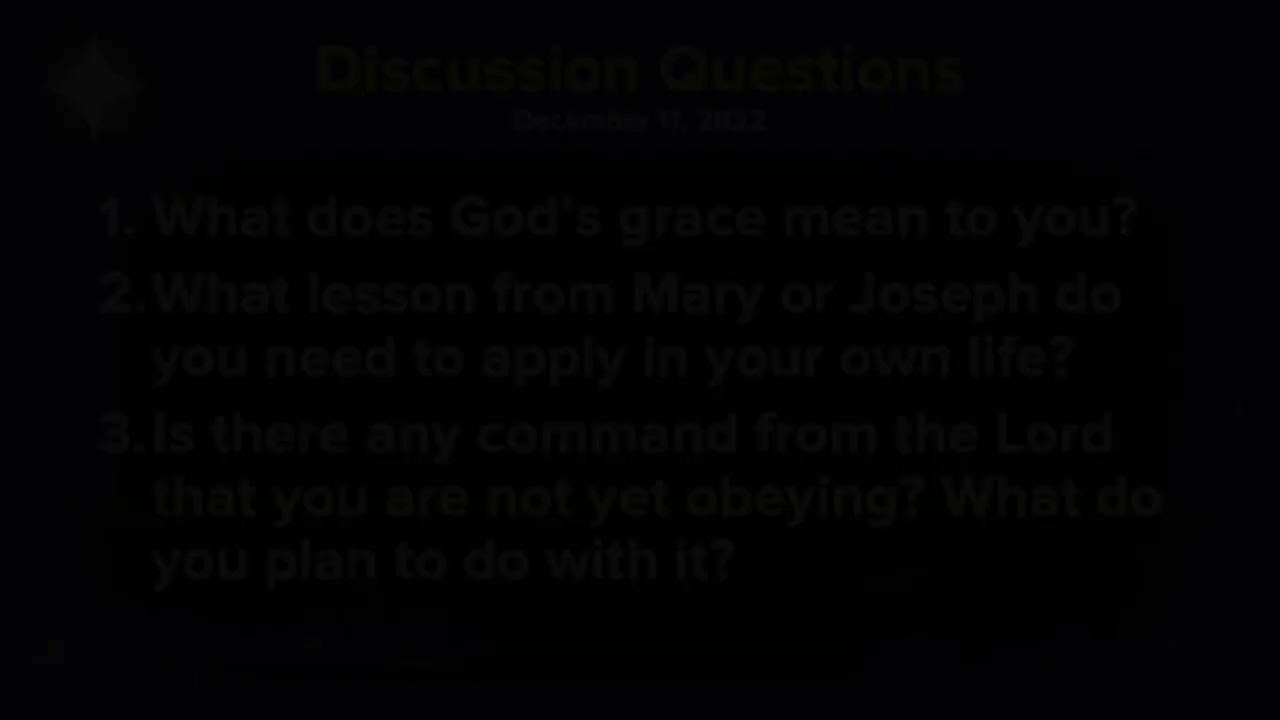 Discussion Questions
December 11, 2022
1. What does God's grace mean to you?
2. What lesson from Mary or Joseph do
you need to apply in your own life?
3. Is there any command from the Lord
that you are not yet obeying? What do
you plan to do with it?